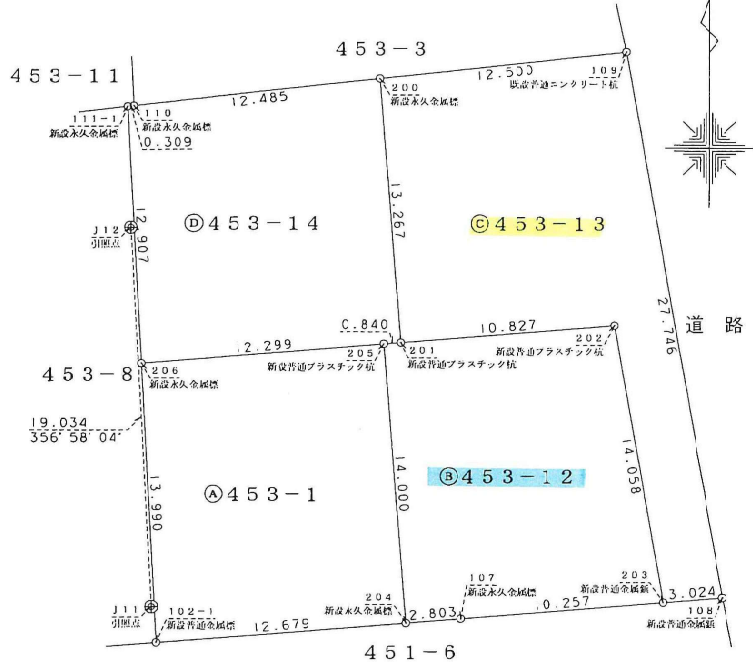 453-3
453-11
12.485
12.500
109
既設普通コンクリート杭
200
新設永久金属標
111-1
新設永久金属標
110
新設永久金属標
0.309
12.907
13.267
J12
引照点
Ⓓ453-14
Ⓒ453-13
27.746
道路
C.840
10.827
202
新設普通プラスチック杭
201
新設普通プラスチック杭
205
新設普通プラスチック杭
2.299
206
新設永久金属標
453-8
19.034
356°58'04"
13.990
Ⓐ453-1
14.000
Ⓑ453-12
14.058
J11
引照点
102-1
新設普通金属標
12.679
204
新設永久金属標
2.803
107
新設永久金属標
0.257
203
新設普通金属鋲
3.024
108
新設普通金属鋲
451-6